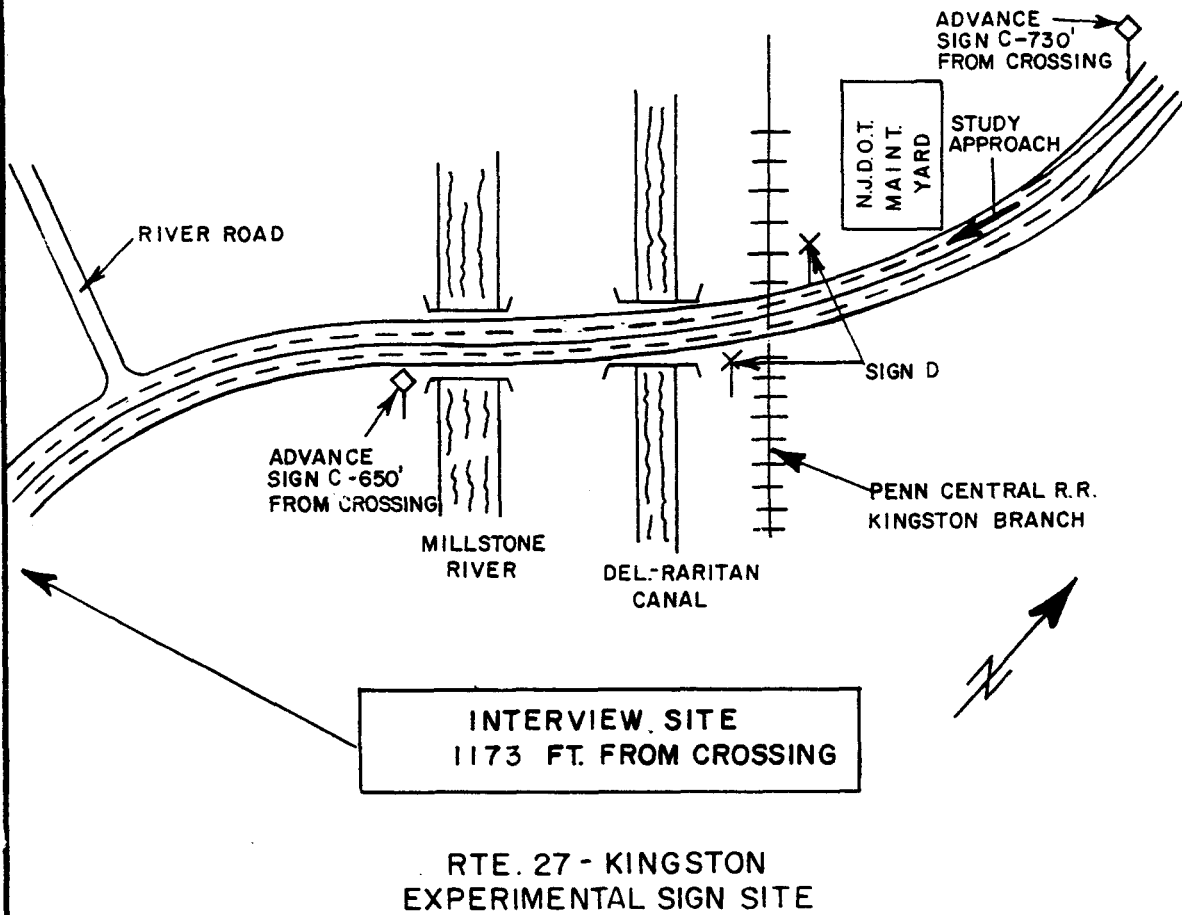 ADVANCE
SIGN C-730'
FROM CROSSING
N.J.D.O.T.
MAINT.
YARD
STUDY
APPROACH
RIVER ROAD
SIGN D
ADVANCE
SIGN C-650'
FROM CROSSING
PENN CENTRAL R.R.
KINGSTON BRANCH
MILLSTONE
RIVER
DEL.-RARITAN
CANAL
INTERVIEW SITE
1173 FT. FROM CROSSING
RTE. 27 - KINGSTON
EXPERIMENTAL SIGN SITE